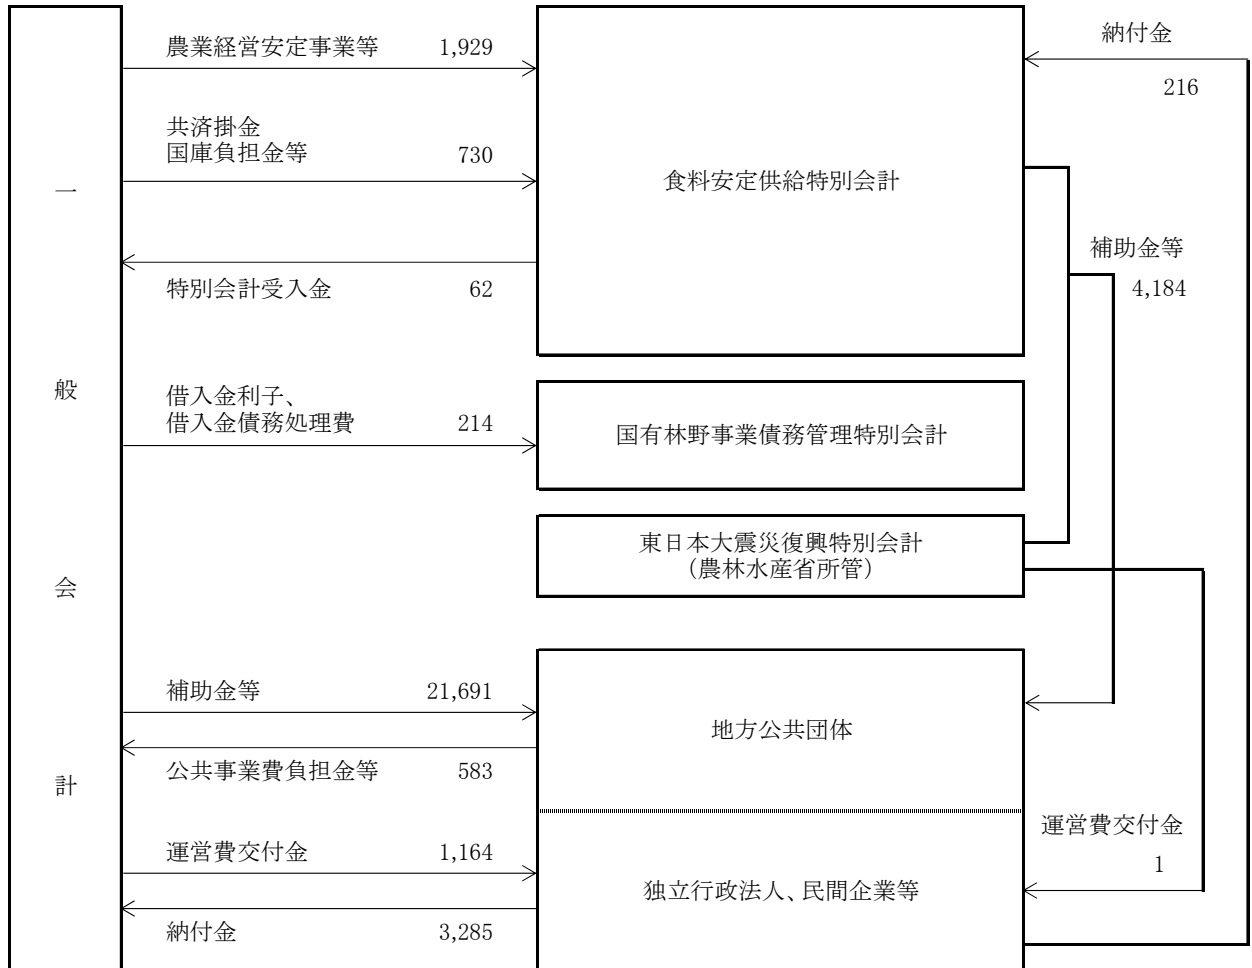 一般会計
農業経営安定事業等 1,929
共済掛金
国庫負担金等 730
特別会計受入金 62
食料安定供給特別会計
納付金
216
補助金等
4,184
借入金利子、
借入金債務処理費 214
国有林野事業債務管理特別会計
東日本大震災復興特別会計
（農林水産省所管）
補助金等 21,691
公共事業費負担金等 583
地方公共団体
運営費交付金 1,164
納付金 3,285
独立行政法人、民間企業等
運営費交付金
1